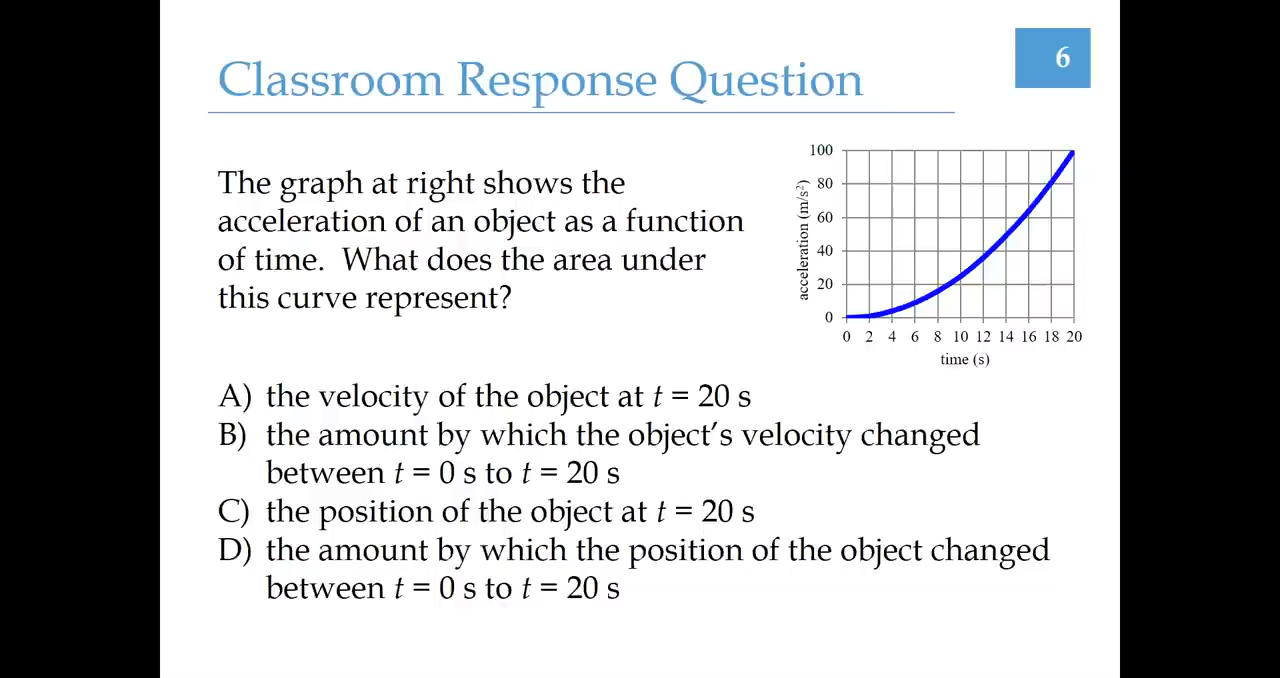 6
Classroom Response Question
The graph at right shows the
acceleration of an object as a function
of time.  What does the area under
this curve represent?
100
80
60
40
20
0
acceleration (m/s²)
0 2 4 6 8 10 12 14 16 18 20
time (s)
A) the velocity of the object at t = 20 s
B) the amount by which the object’s velocity changed
between t = 0 s to t = 20 s
C) the position of the object at t = 20 s
D) the amount by which the position of the object changed
between t = 0 s to t = 20 s